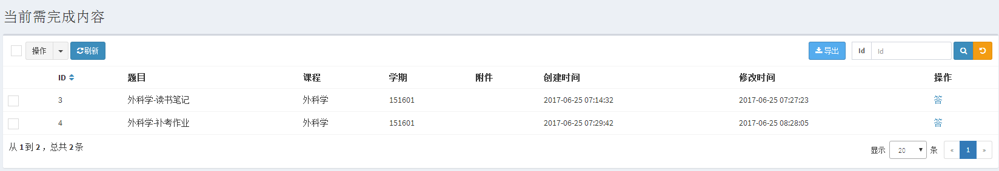 当前需完成内容
操作 刷新 导出 Id Id
ID 题目 课程 学期 附件 创建时间 修改时间 操作
3 外科学-读书笔记 外科学 151601 2017-06-25 07:14:32 2017-06-25 07:27:23 答
4 外科学-补考作业 外科学 151601 2017-06-25 07:29:42 2017-06-25 08:28:05 答
从 1 到 2 ，总共 2 条 显示 20 条 « 1 »